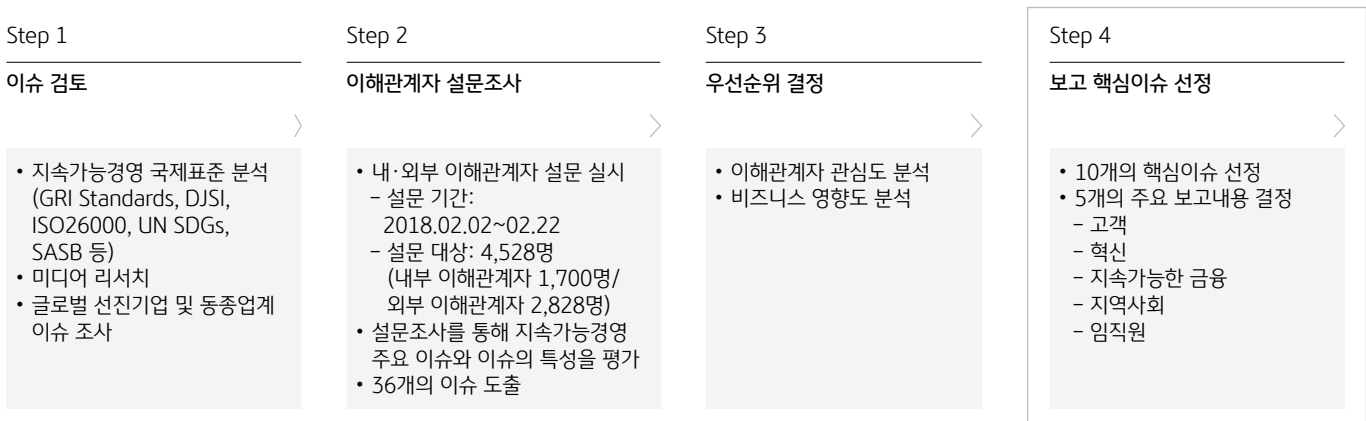 Step 1
이슈 검토
• 지속가능경영 국제표준 분석
(GRI Standards, DJSI,
ISO26000, UN SDGs,
SASB 등)
• 미디어 리서치
• 글로벌 선진기업 및 동종업계
이슈 조사
Step 2
이해관계자 설문조사
• 내·외부 이해관계자 설문 실시
– 설문 기간:
2018.02.02~02.22
– 설문 대상: 4,528명
(내부 이해관계자 1,700명/
외부 이해관계자 2,828명)
• 설문조사를 통해 지속가능경영
주요 이슈와 이슈의 특성을 평가
• 36개의 이슈 도출
Step 3
우선순위 결정
• 이해관계자 관심도 분석
• 비즈니스 영향도 분석
Step 4
보고 핵심이슈 선정
• 10개의 핵심이슈 선정
• 5개의 주요 보고내용 결정
– 고객
– 혁신
– 지속가능한 금융
– 지역사회
– 임직원